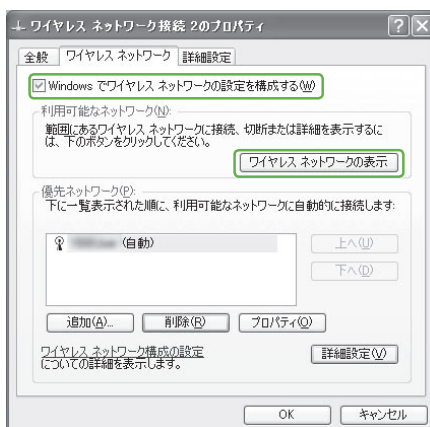 ワイヤレス ネットワーク接続 2のプロパティ
全般 ワイヤレス ネットワーク 詳細設定
Windows でワイヤレス ネットワークの設定を構成する(W)
利用可能なネットワーク(N):
範囲にあるワイヤレス ネットワークに接続、切断または詳細を表示するに
は、下のボタンをクリックしてください。
ワイヤレス ネットワークの表示
優先ネットワーク(P):
下に一覧表示された順に、利用可能なネットワークに自動的に接続します:
(自動)
上へ(U)
下へ(D)
追加(A)... 削除(R) プロパティ(O)
ワイヤレス ネットワーク構成の設定
についての詳細を表示します。
詳細設定(V)
OK キャンセル